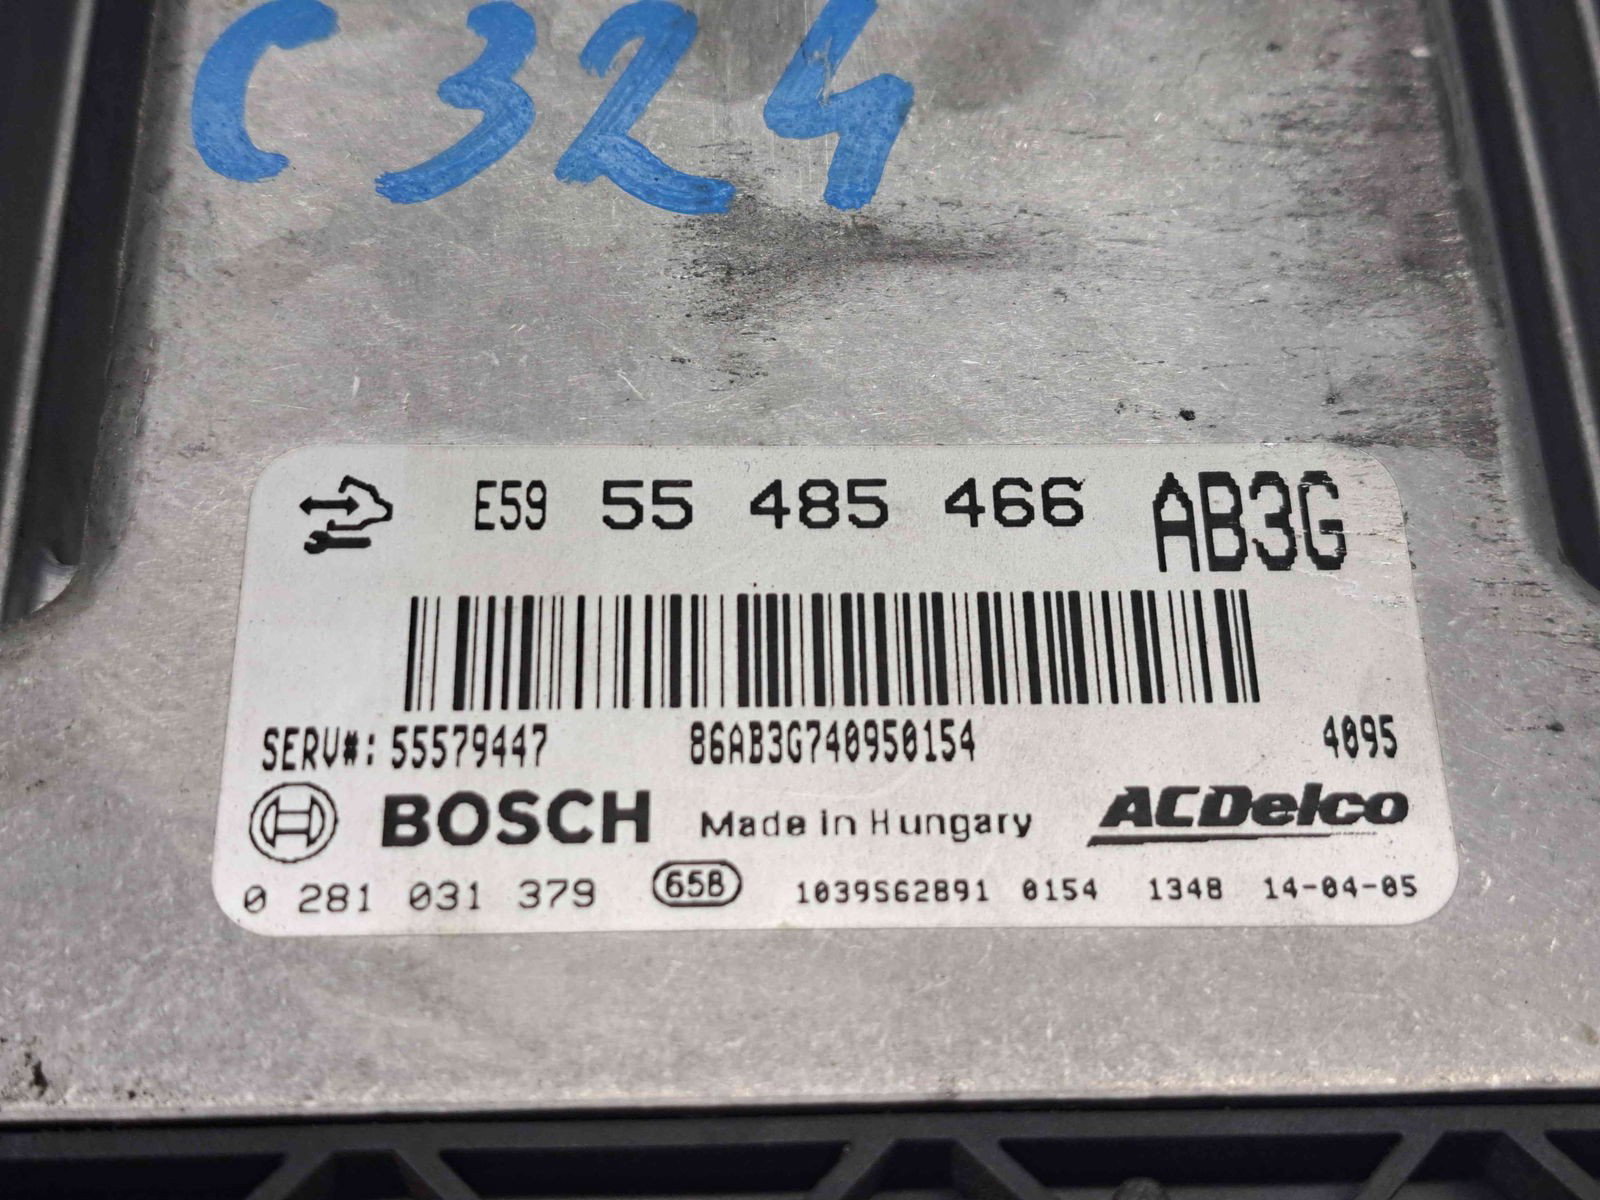 C324
E59 55 485 466 AB3G
SERV#: 55579447 86AB3G740950154 4095
BOSCH Made in Hungary ACDelco
0 281 031 379 65B 1039S62891 0154 1348 14-04-05